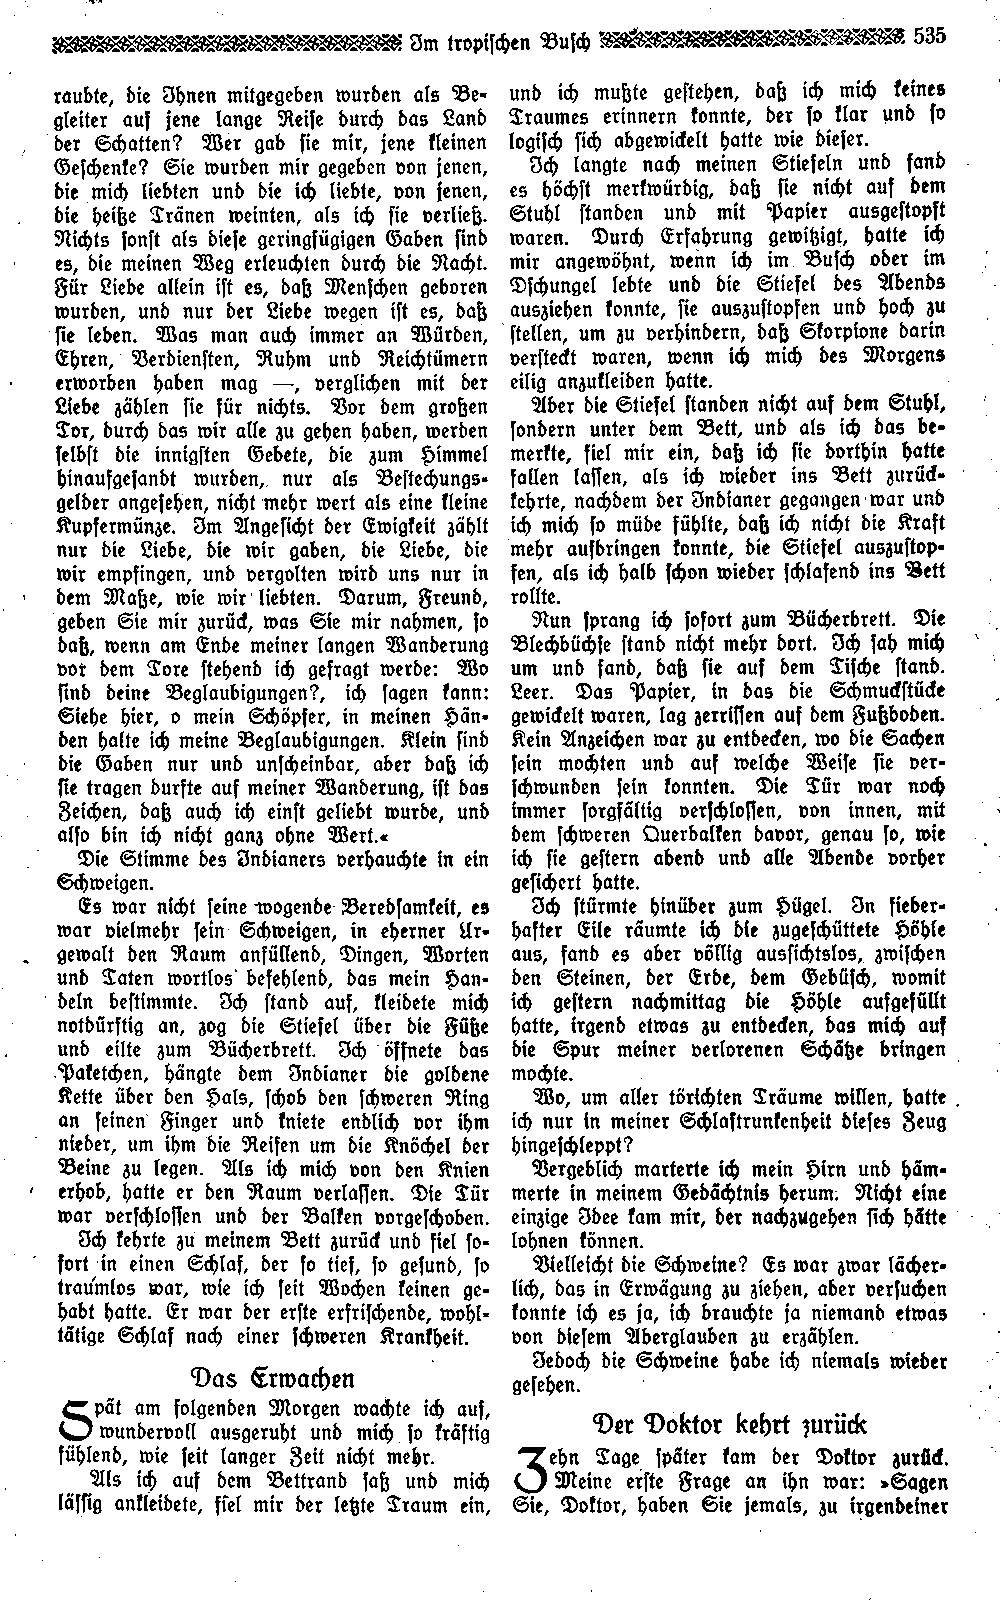 Im tropischen Busch 535
raubte, die Ihnen mitgegeben wurden als Be-
gleiter auf jene lange Reise durch das Land
der Schatten? Wer gab sie mir, jene kleinen
Geschenke? Sie wurden mir gegeben von jenen,
die mich liebten und die ich liebte, von jenen,
die heiße Tränen weinten, als ich sie verließ.
Nichts sonst als diese geringfügigen Gaben sind
es, die meinen Weg erleuchten durch die Nacht.
Für Liebe allein ist es, daß Menschen geboren
wurden, und nur der Liebe wegen ist es, daß
sie leben. Was man auch immer an Würden,
Ehren, Verdiensten, Ruhm und Reichtümern
erworben haben mag —, verglichen mit der
Liebe zählen sie für nichts. Vor dem großen
Tor, durch das wir alle zu gehen haben, werden
selbst die innigsten Gebete, die zum Himmel
hinaufgesandt wurden, nur als Bestechungs-
gelder angesehen, nicht mehr wert als eine kleine
Kupfermünze. Im Angesicht der Ewigkeit zählt
nur die Liebe, die wir gaben, die Liebe, die
wir empfingen, und vergolten wird uns nur in
dem Maße, wie wir liebten. Darum, Freund,
geben Sie mir zurück, was Sie mir nahmen, so
daß, wenn am Ende meiner langen Wanderung
vor dem Tore stehend ich gefragt werde: Wo
sind deine Beglaubigungen?, ich sagen kann:
Siehe hier, o mein Schöpfer, in meinen Hän-
den halte ich meine Beglaubigungen. Klein sind
die Gaben nur und unscheinbar, aber daß ich
sie tragen durfte auf meiner Wanderung, ist das
Zeichen, daß auch ich einst geliebt wurde, und
also bin ich nicht ganz ohne Wert.«
Die Stimme des Indianers verhauchte in ein
Schweigen.
Es war nicht seine wogende Beredsamkeit, es
war vielmehr sein Schweigen, in eherner Ur-
gewalt den Raum anfüllend, Dingen, Worten
und Taten wortlos befehlend, das mein Han-
deln bestimmte. Ich stand auf, kleidete mich
notdürftig an, zog die Stiefel über die Füße
und eilte zum Bücherbrett. Ich öffnete das
Paketchen, hängte dem Indianer die goldene
Kette über den Hals, schob den schweren Ring
an seinen Finger und kniete endlich vor ihm
nieder, um ihm die Reifen um die Knöchel der
Beine zu legen. Als ich mich von den Knien
erhob, hatte er den Raum verlassen. Die Tür
war verschlossen und der Balken vorgeschoben.
Ich kehrte zu meinem Bett zurück und fiel so-
fort in einen Schlaf, der so tief, so gesund, so
traumlos war, wie ich seit Wochen keinen ge-
habt hatte. Er war der erste erfrischende, wohl-
tätige Schlaf nach einer schweren Krankheit.
Das Erwachen
Spät am folgenden Morgen wachte ich auf,
wundervoll ausgeruht und mich so kräftig
fühlend, wie seit langer Zeit nicht mehr.
Als ich auf dem Bettrand saß und mich
lässig ankleidete, fiel mir der letzte Traum ein,
und ich mußte gestehen, daß ich mich keines
Traumes erinnern konnte, der so klar und so
logisch sich abgewickelt hatte wie dieser.
Ich langte nach meinen Stiefeln und fand
es höchst merkwürdig, daß sie nicht auf dem
Stuhl standen und mit Papier ausgestopft
waren. Durch Erfahrung gewitzigt, hatte ich
mir angewöhnt, wenn ich im Busch oder im
Dschungel lebte und die Stiefel des Abends
ausziehen konnte, sie auszustopfen und hoch zu
stellen, um zu verhindern, daß Skorpione darin
versteckt waren, wenn ich mich des Morgens
eilig anzukleiden hatte.
Aber die Stiefel standen nicht auf dem Stuhl,
sondern unter dem Bett, und als ich das be-
merkte, fiel mir ein, daß ich sie dorthin hatte
fallen lassen, als ich wieder ins Bett zurück-
kehrte, nachdem der Indianer gegangen war und
ich mich so müde fühlte, daß ich nicht die Kraft
mehr aufbringen konnte, die Stiefel auszustop-
fen, als ich halb schon wieder schlafend ins Bett
rollte.
Nun sprang ich sofort zum Bücherbrett. Die
Blechbüchse stand nicht mehr dort. Ich sah mich
um und fand, daß sie auf dem Tische stand.
Leer. Das Papier, in das die Schmuckstücke
gewickelt waren, lag zerrissen auf dem Fußboden.
Kein Anzeichen war zu entdecken, wo die Sachen
sein mochten und auf welche Weise sie ver-
schwunden sein konnten. Die Tür war noch
immer sorgfältig verschlossen, von innen, mit
dem schweren Querbalken davor, genau so, wie
ich sie gestern abend und alle Abende vorher
gesichert hatte.
Ich stürmte hinüber zum Hügel. In fieber-
hafter Eile räumte ich die zugeschüttete Höhle
aus, fand es aber völlig aussichtslos, zwischen
den Steinen, der Erde, dem Gebüsch, womit
ich gestern nachmittag die Höhle aufgefüllt
hatte, irgend etwas zu entdecken, das mich auf
die Spur meiner verlorenen Schätze bringen
mochte.
Wo, um aller törichten Träume willen, hatte
ich nur in meiner Schlaftrunkenheit dieses Zeug
hingeschleppt?
Vergeblich marterte ich mein Hirn und häm-
merte in meinem Gedächtnis herum. Nicht eine
einzige Idee kam mir, der nachzugehen sich hätte
lohnen können.
Vielleicht die Schweine? Es war zwar lächer-
lich, das in Erwägung zu ziehen, aber versuchen
konnte ich es ja, ich brauchte ja niemand etwas
von diesem Aberglauben zu erzählen.
Jedoch die Schweine habe ich niemals wieder
gesehen.
Der Doktor kehrt zurück
Zehn Tage später kam der Doktor zurück.
Meine erste Frage an ihn war: »Sagen
Sie, Doktor, haben Sie jemals, zu irgendeiner